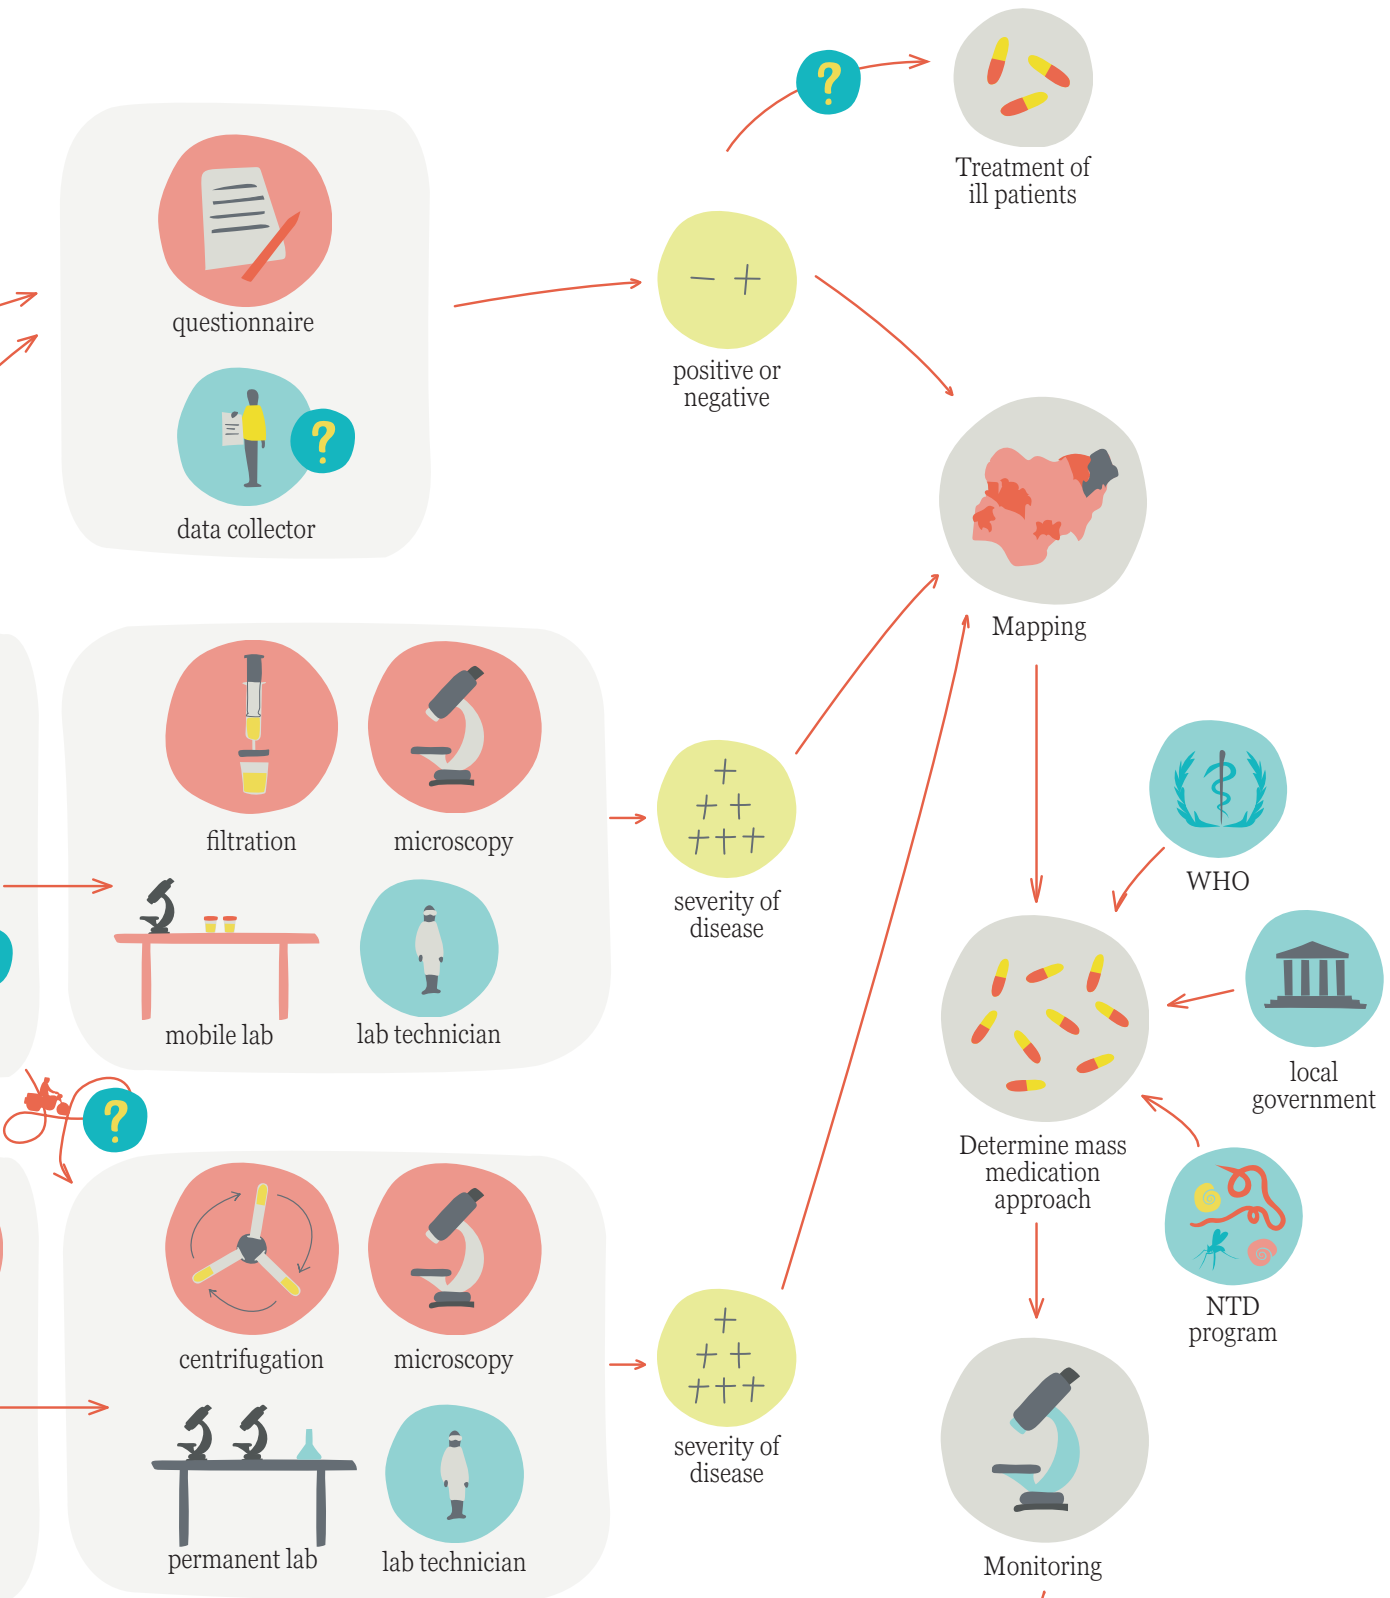 ?
Treatment of
ill patients
questionnaire
positive or
negative
?
data collector
Mapping
filtration
microscopy
severity of
disease
WHO
mobile lab
lab technician
local
government
?
Determine mass
medication
approach
NTD
program
centrifugation
microscopy
severity of
disease
permanent lab
lab technician
Monitoring